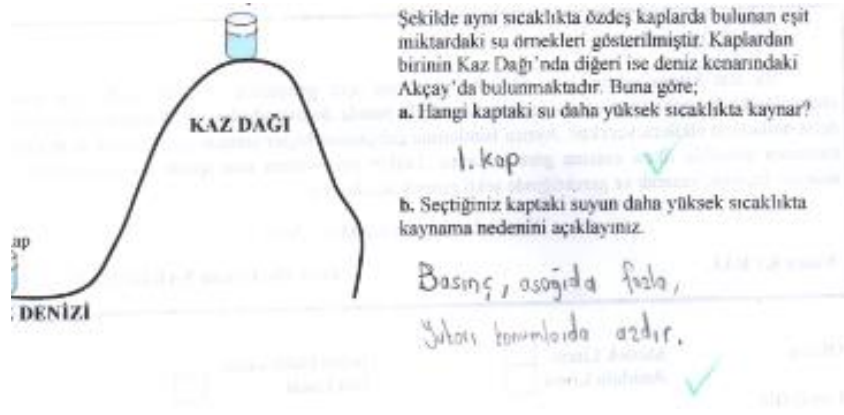 Şekilde aynı sıcaklıkta özdeş kaplarda bulunan eşit
miktardaki su örnekleri gösterilmiştir. Kaplardan
birinin Kaz Dağı'nda diğeri ise deniz kenarındaki
Akçay'da bulunmaktadır. Buna göre;
a. Hangi kaptaki su daha yüksek sıcaklıkta kaynar?
1. kap
b. Seçtiğiniz kaptaki suyun daha yüksek sıcaklıkta
kaynama nedenini açıklayınız.
Basınç, aşağıda fazla,
Yukarı konumlarda azdır.
KAZ DAĞI
ap
DENİZİ